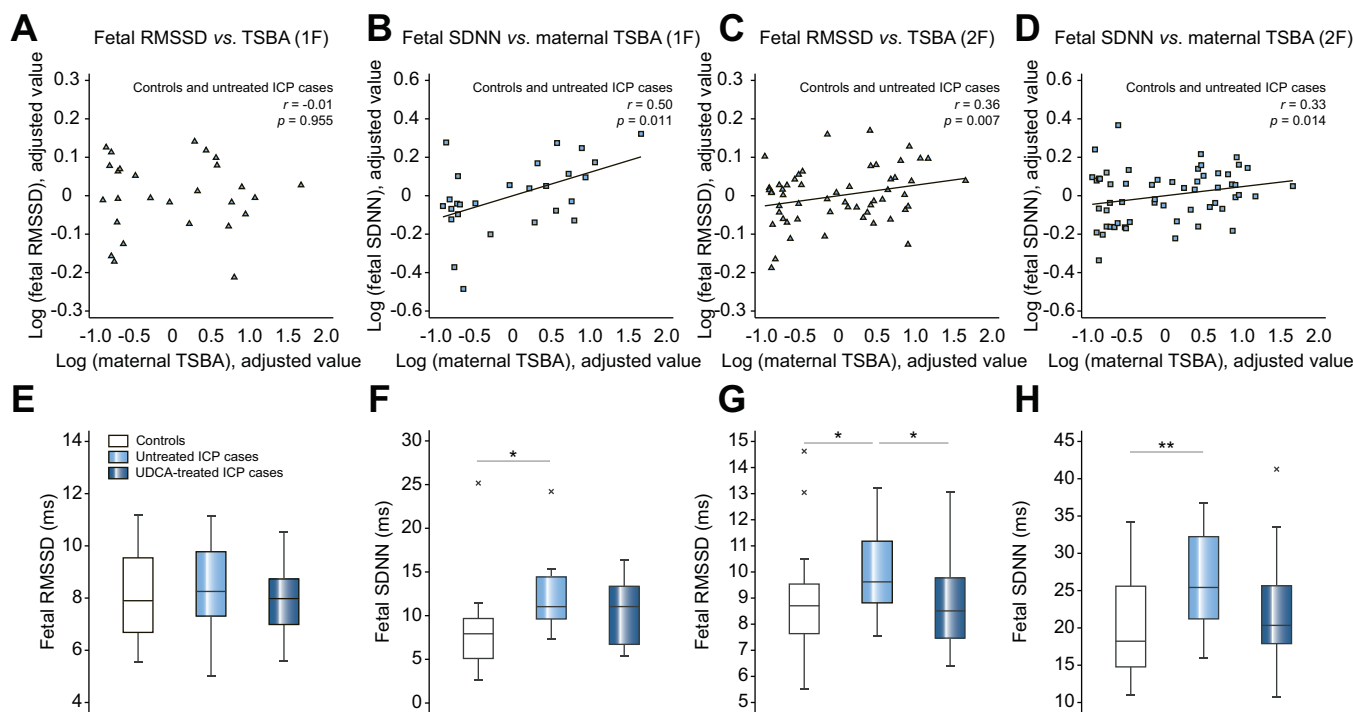 A
Fetal RMSSD vs. TSBA (1F)
Log (fetal RMSSD), adjusted value
0.3
0.2
0.1
0
-0.1
-0.2
-0.3
Controls and untreated ICP cases
r = -0.01
p = 0.955
-1.0 -0.5 0 0.5 1.0 1.5 2.0
Log (maternal TSBA), adjusted value
B
Fetal SDNN vs. maternal TSBA (1F)
Log (fetal SDNN), adjusted value
0.6
0.4
0.2
0
-0.2
-0.4
-0.6
Controls and untreated ICP cases
r = 0.50
p = 0.011
-1.0 -0.5 0 0.5 1.0 1.5 2.0
Log (maternal TSBA), adjusted value
C
Fetal RMSSD vs. TSBA (2F)
Log (fetal RMSSD), adjusted value
0.3
0.2
0.1
0
-0.1
-0.2
-0.3
Controls and untreated ICP cases
r = 0.36
p = 0.007
-1.0 -0.5 0 0.5 1.0 1.5 2.0
Log (maternal TSBA), adjusted value
D
Fetal SDNN vs. maternal TSBA (2F)
Log (fetal SDNN), adjusted value
0.6
0.4
0.2
0
-0.2
-0.4
-0.6
Controls and untreated ICP cases
r = 0.33
p = 0.014
-1.0 -0.5 0 0.5 1.0 1.5 2.0
Log (maternal TSBA), adjusted value
E
Fetal RMSSD (ms)
14
12
10
8
6
4
Controls
Untreated ICP cases
UDCA-treated ICP cases
F
Fetal SDNN (ms)
30
25
20
15
10
5
0
*
G
Fetal RMSSD (ms)
15
14
13
12
11
10
9
8
7
6
5
* *
H
Fetal SDNN (ms)
45
40
35
30
25
20
15
10
**